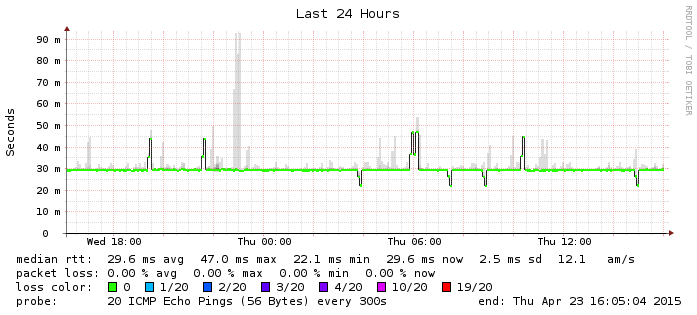 Last 24 Hours
RRDTOOL / TOBI OETIKER
Seconds
90 m
80 m
70 m
60 m
50 m
40 m
30 m
20 m
10 m
0
Wed 18:00 Thu 00:00 Thu 06:00 Thu 12:00
median rtt: 29.6 ms avg 47.0 ms max 22.1 ms min 29.6 ms now 2.5 ms sd 12.1 am/s
packet loss: 0.00 % avg 0.00 % max 0.00 % min 0.00 % now
loss color: 0 1/20 2/20 3/20 4/20 10/20 19/20
probe: 20 ICMP Echo Pings (56 Bytes) every 300s end: Thu Apr 23 16:05:04 2015